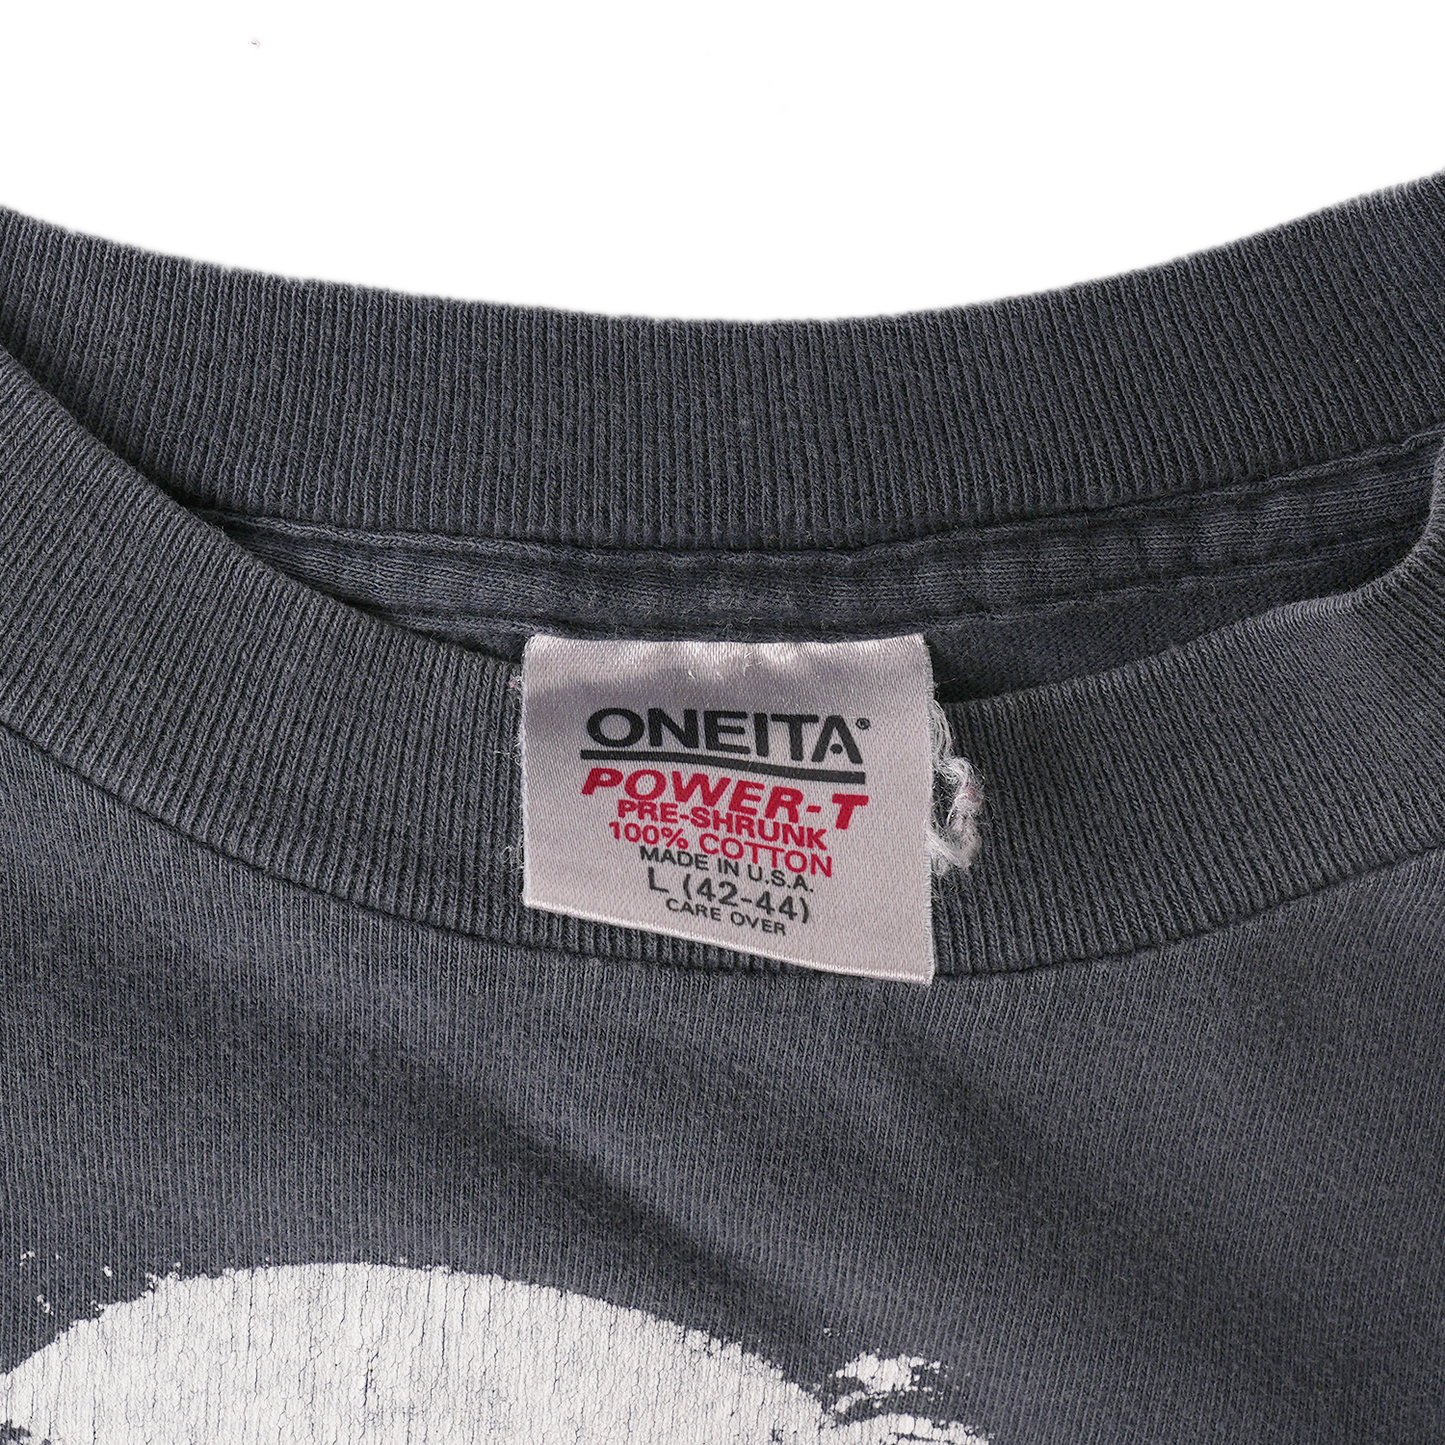 ONEITA®
POWER-T
PRE-SHRUNK
100% COTTON
MADE IN U.S.A.
L (42-44)
CARE OVER